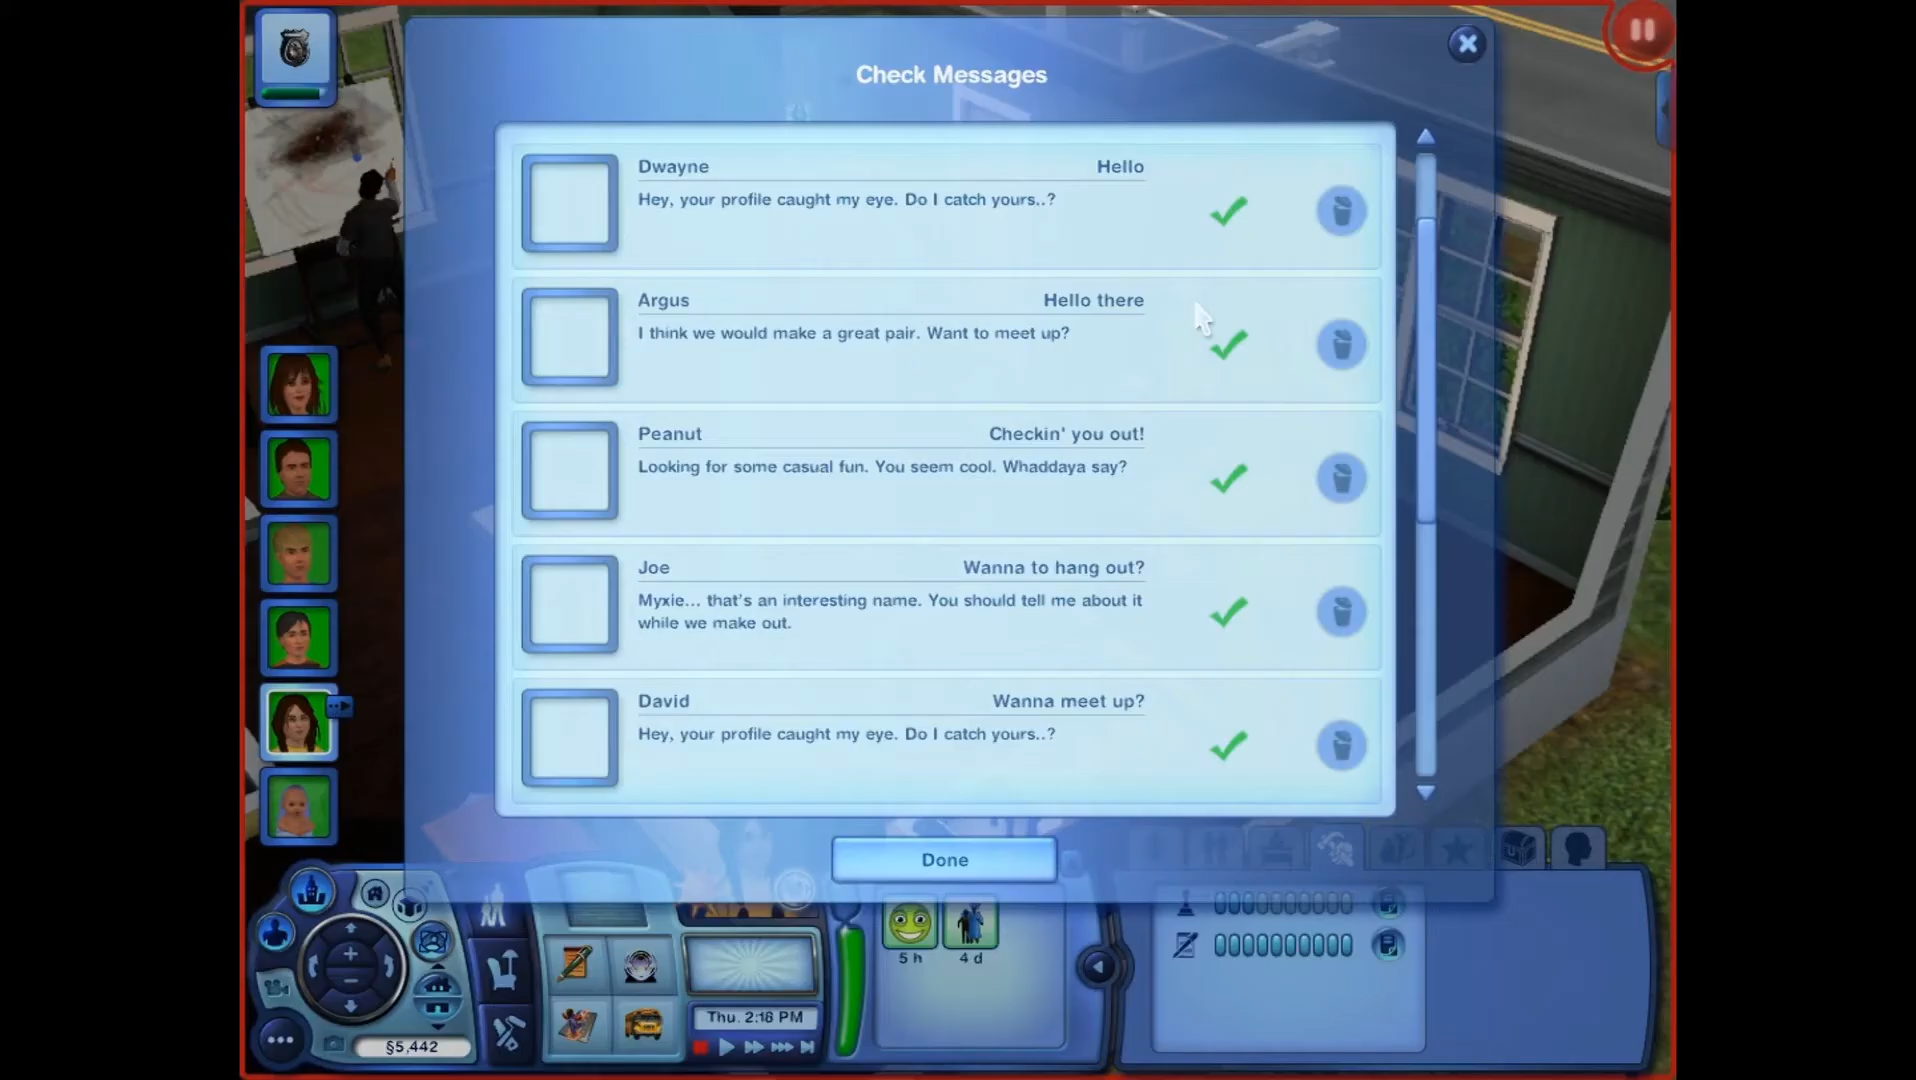 Check Messages
Dwayne Hello
Hey, your profile caught my eye. Do I catch yours..?
Argus Hello there
I think we would make a great pair. Want to meet up?
Peanut Checkin' you out!
Looking for some casual fun. You seem cool. Whaddaya say?
Joe Wanna to hang out?
Myxie... that's an interesting name. You should tell me about it
while we make out.
David Wanna meet up?
Hey, your profile caught my eye. Do I catch yours..?
Done
5 h 4 d
Thu. 2:18 PM
§5,442